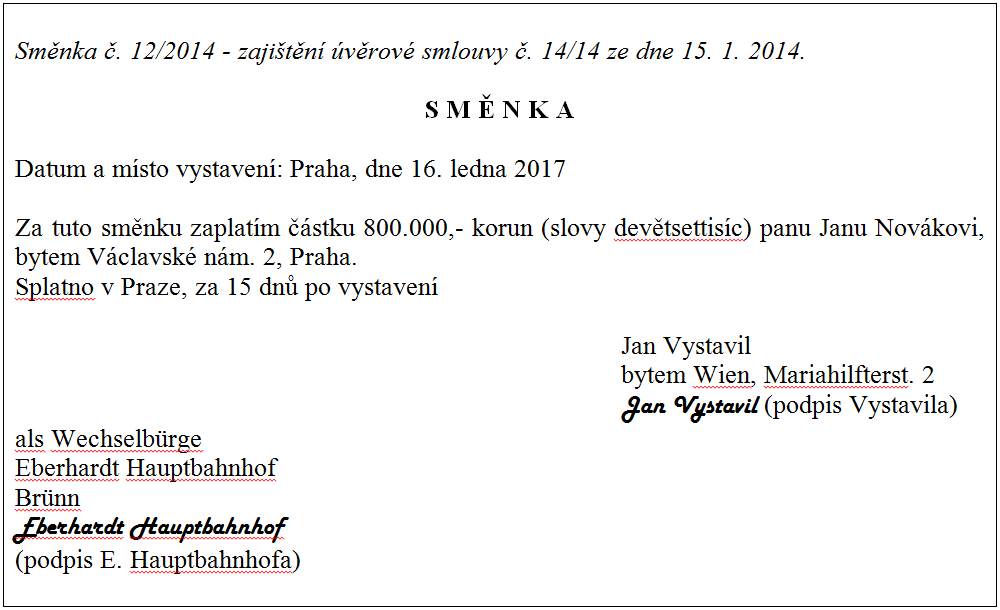 Směnka č. 12/2014 - zajištění úvěrové smlouvy č. 14/14 ze dne 15. 1. 2014.
S M Ě N K A
Datum a místo vystavení: Praha, dne 16. ledna 2017
Za tuto směnku zaplatím částku 800.000,- korun (slovy devětsettisíc) panu Janu Novákovi,
bytem Václavské nám. 2, Praha.
Splatno v Praze, za 15 dnů po vystavení
Jan Vystavil
bytem Wien, Mariahilfterst. 2
Jan Vystavil (podpis Vystavila)
als Wechselbürge
Eberhardt Hauptbahnhof
Brünn
Eberhardt Hauptbahnhof
(podpis E. Hauptbahnhofa)